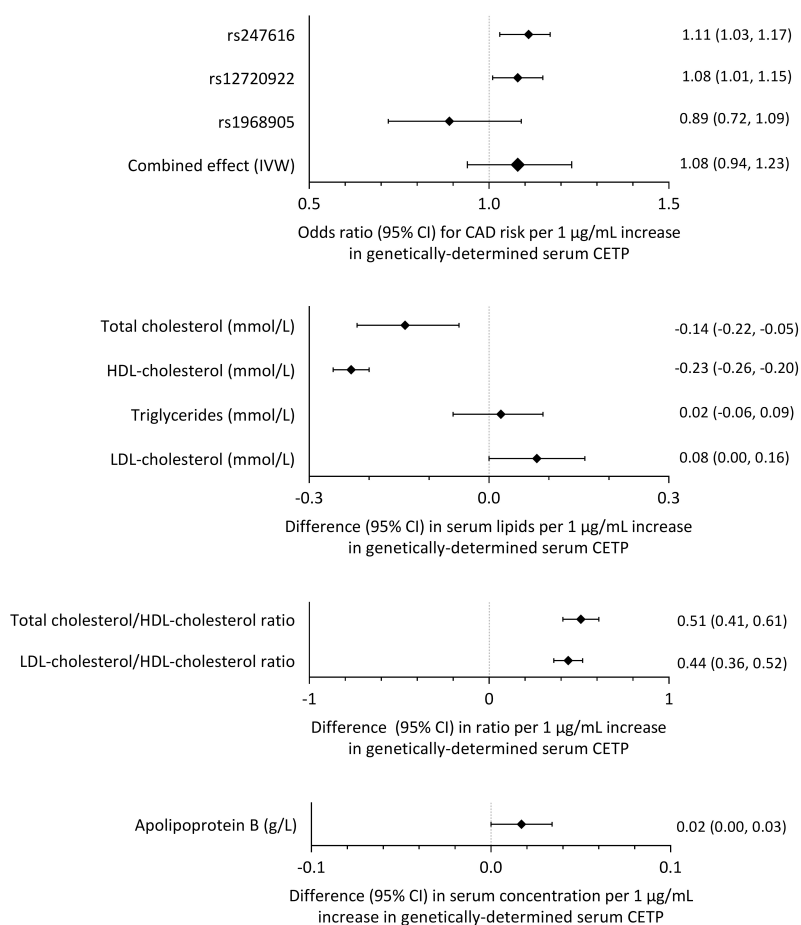 rs247616 1.11 (1.03, 1.17)
rs12720922 1.08 (1.01, 1.15)
rs1968905 0.89 (0.72, 1.09)
Combined effect (IVW) 1.08 (0.94, 1.23)
0.5 1.0 1.5
Odds ratio (95% CI) for CAD risk per 1 µg/mL increase
in genetically-determined serum CETP
Total cholesterol (mmol/L) -0.14 (-0.22, -0.05)
HDL-cholesterol (mmol/L) -0.23 (-0.26, -0.20)
Triglycerides (mmol/L) 0.02 (-0.06, 0.09)
LDL-cholesterol (mmol/L) 0.08 (0.00, 0.16)
-0.3 0.0 0.3
Difference (95% CI) in serum lipids per 1 µg/mL increase
in genetically-determined serum CETP
Total cholesterol/HDL-cholesterol ratio 0.51 (0.41, 0.61)
LDL-cholesterol/HDL-cholesterol ratio 0.44 (0.36, 0.52)
-1 0 1
Difference (95% CI) in ratio per 1 µg/mL increase
in genetically-determined serum CETP
Apolipoprotein B (g/L) 0.02 (0.00, 0.03)
-0.1 0.0 0.1
Difference (95% CI) in serum concentration per 1 µg/mL
increase in genetically-determined serum CETP